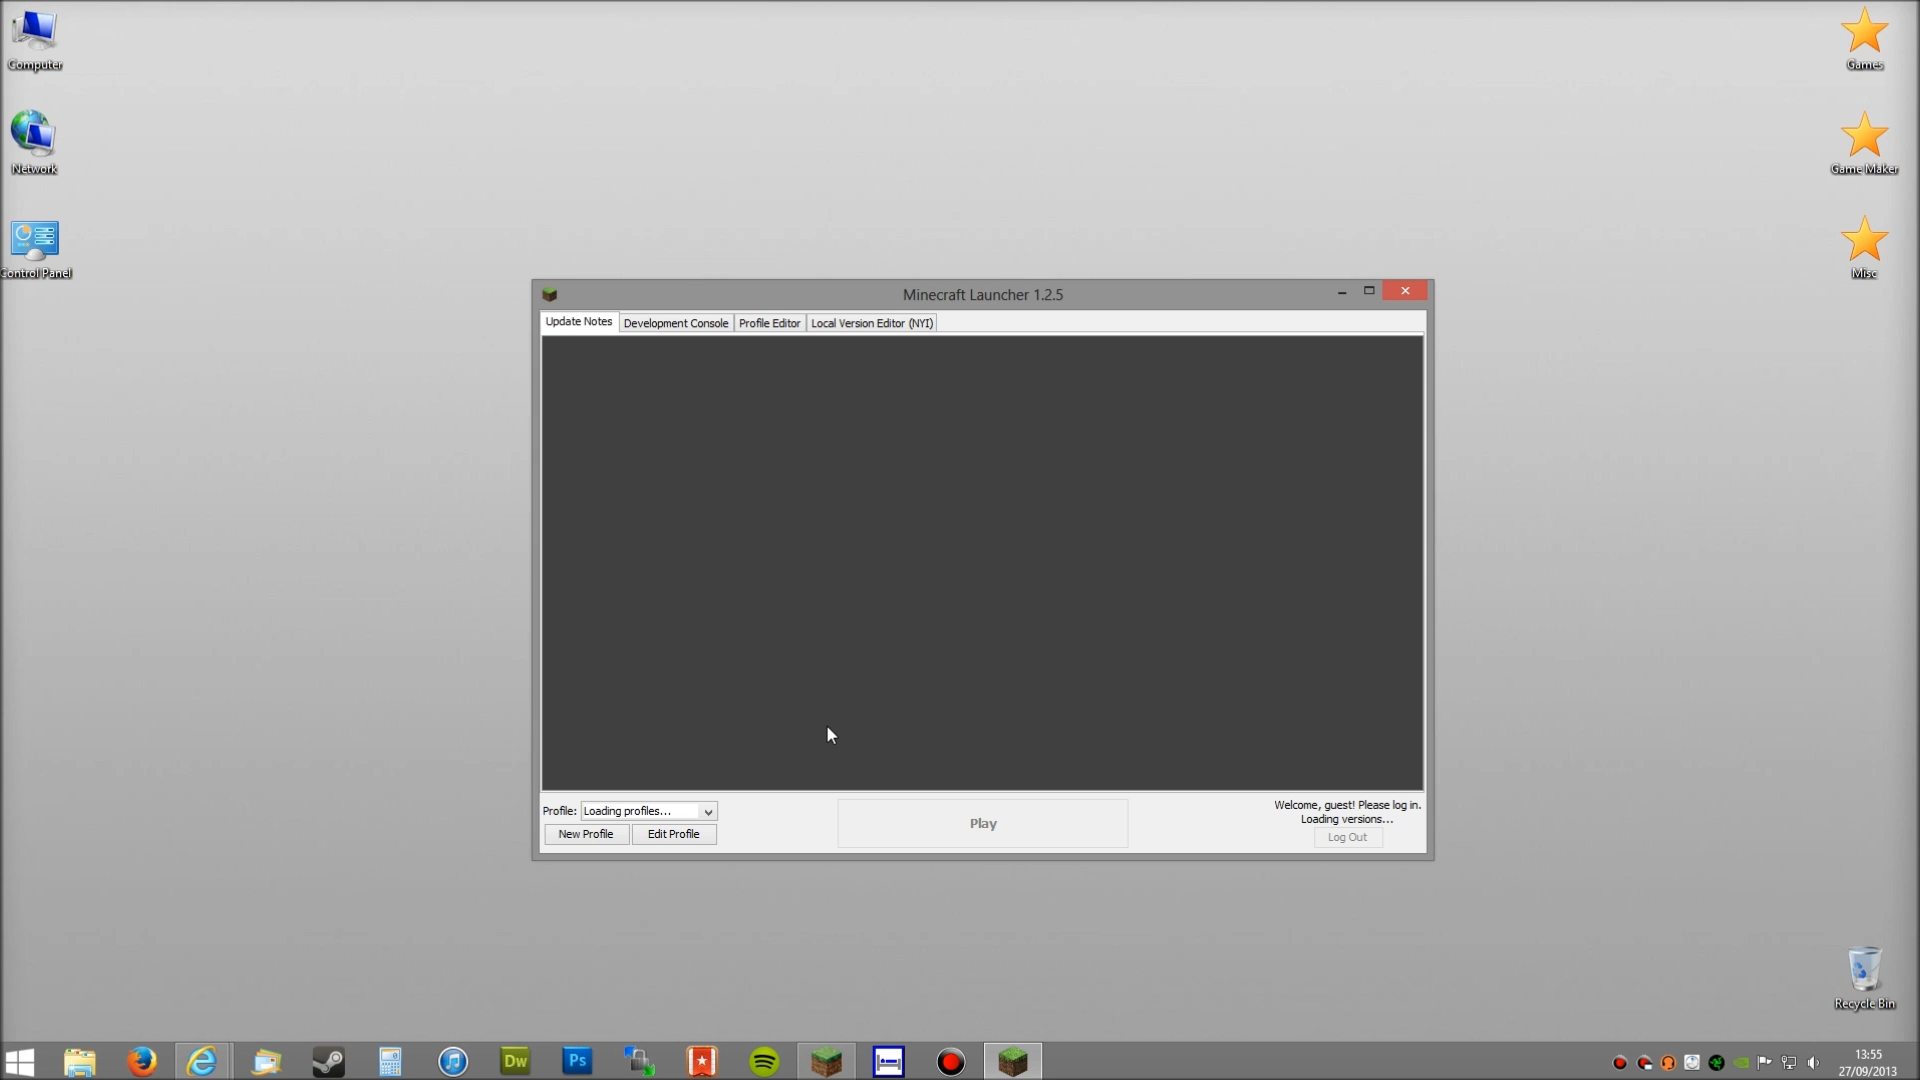 Computer
Network
Control Panel
Games
Game Maker
Misc
Minecraft Launcher 1.2.5
Update Notes
Development Console
Profile Editor
Local Version Editor (NYI)
Profile: Loading profiles...
New Profile
Edit Profile
Play
Welcome, guest! Please log in.
Loading versions...
Log Out
Recycle Bin
Dw
Ps
13:55
27/09/2013